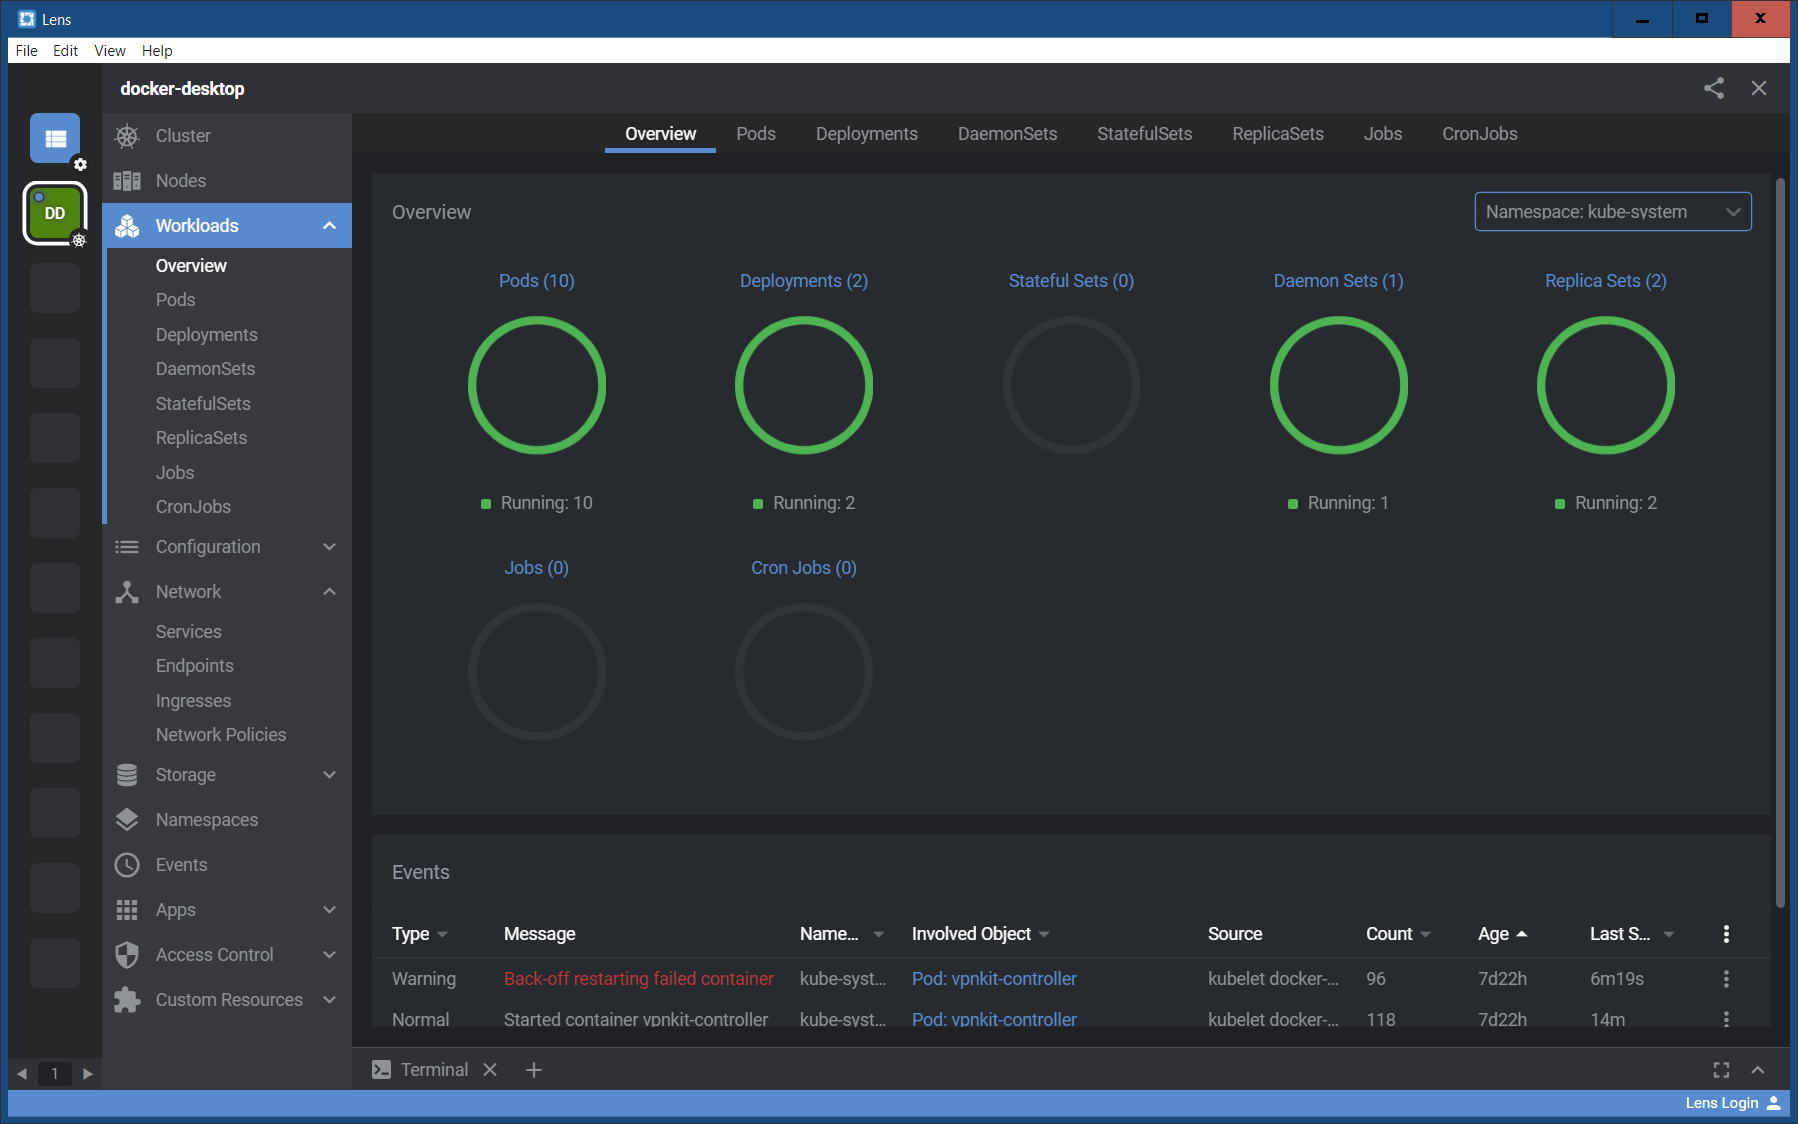 Lens
File Edit View Help
docker-desktop
DD
Cluster
Nodes
Workloads
Overview
Pods
Deployments
DaemonSets
StatefulSets
ReplicaSets
Jobs
CronJobs
Configuration
Network
Services
Endpoints
Ingresses
Network Policies
Storage
Namespaces
Events
Apps
Access Control
Custom Resources
1
Overview Pods Deployments DaemonSets StatefulSets ReplicaSets Jobs CronJobs
Overview
Namespace: kube-system
Pods (10) Deployments (2) Stateful Sets (0) Daemon Sets (1) Replica Sets (2)
Running: 10 Running: 2 Running: 1 Running: 2
Jobs (0) Cron Jobs (0)
Events
Type Message Name... Involved Object Source Count Age Last S...
Warning Back-off restarting failed container kube-syst... Pod: vpnkit-controller kubelet docker-... 96 7d22h 6m19s
Normal Started container vpnkit-controller kube-syst... Pod: vpnkit-controller kubelet docker-... 118 7d22h 14m
Terminal
Lens Login